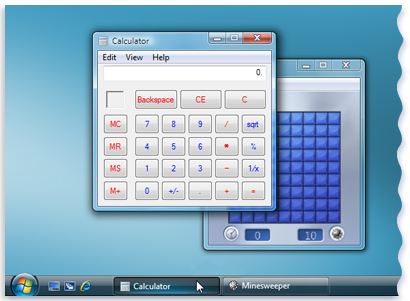 Calculator
Edit View Help
0.
Backspace CE C
MC 7 8 9 / sqrt
MR 4 5 6 * %
MS 1 2 3 - 1/x
M+ 0 +/- . + =
0 10
Calculator Minesweeper